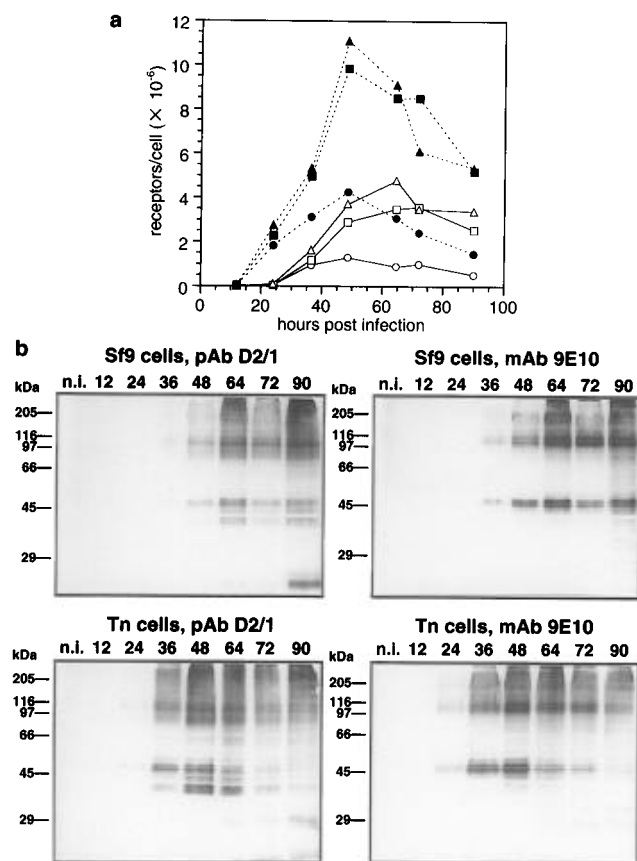 a
receptors/cell (× 10⁻⁶)
12
10
8
6
4
2
0
0 20 40 60 80 100
hours post infection
b
Sf9 cells, pAb D2/1
kDa n.i. 12 24 36 48 64 72 90
205
116
97
66
45
29
Sf9 cells, mAb 9E10
kDa n.i. 12 24 36 48 64 72 90
205
116
97
66
45
29
Tn cells, pAb D2/1
kDa n.i. 12 24 36 48 64 72 90
205
116
97
66
45
29
Tn cells, mAb 9E10
kDa n.i. 12 24 36 48 64 72 90
205
116
97
66
45
29